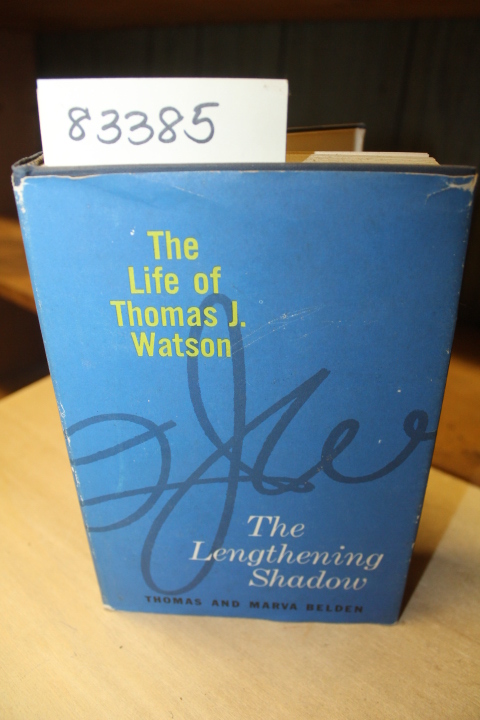 83385
The
Life of
Thomas J.
Watson
The
Lengthening
Shadow
THOMAS AND MARVA BELDEN